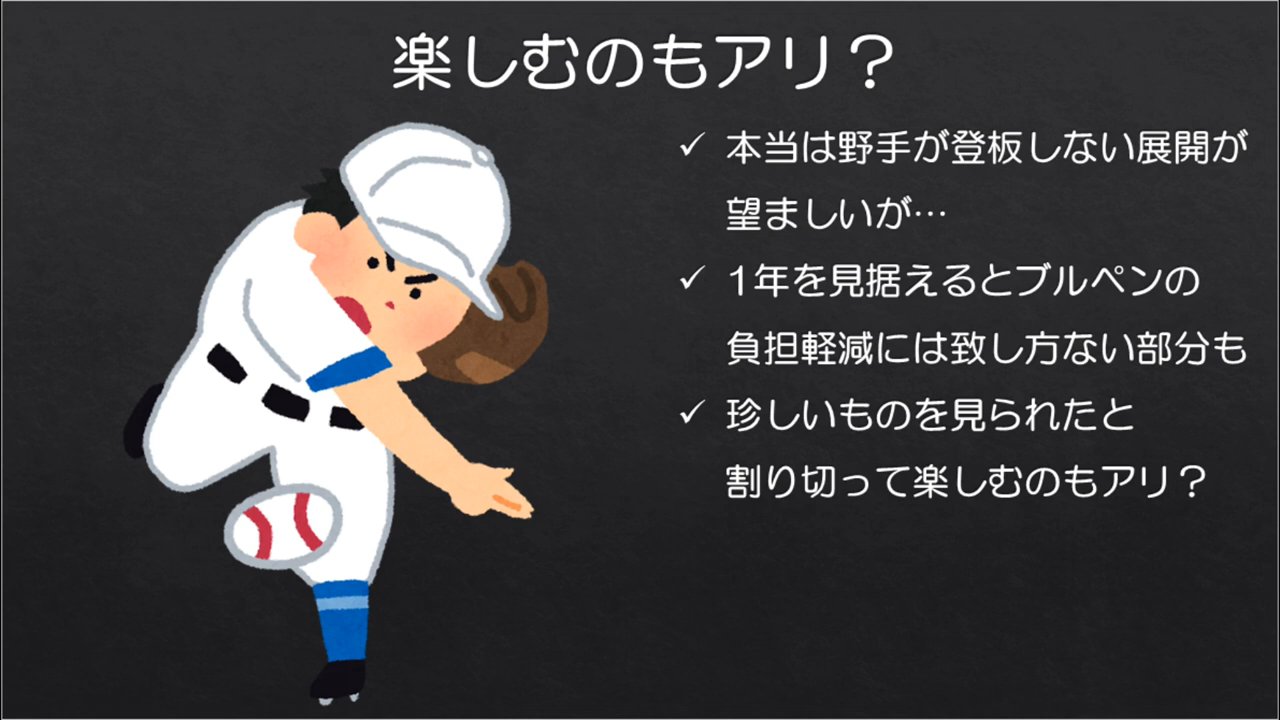 楽しむのもアリ？
✓ 本当は野手が登板しない展開が
望ましいが…
✓ 1年を見据えるとブルペンの
負担軽減には致し方ない部分も
✓ 珍しいものを見られたと
割り切って楽しむのもアリ？